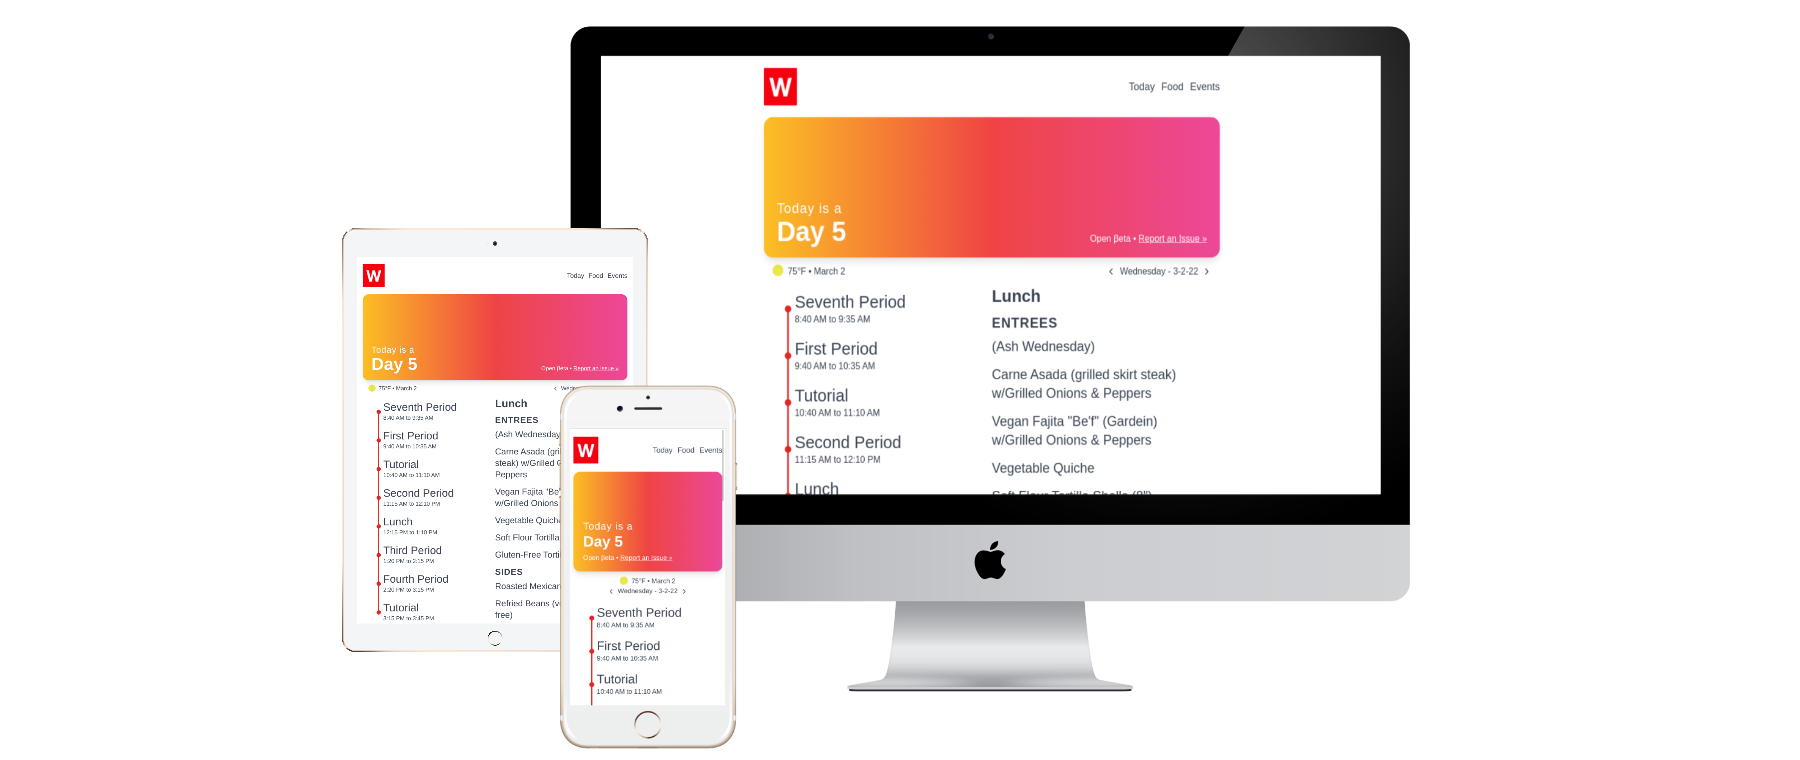 W
Today Food Events
Today is a
Day 5
Open βeta • Report an Issue »
75°F • March 2
‹ Wednesday - 3-2-22 ›
Seventh Period
8:40 AM to 9:35 AM
First Period
9:40 AM to 10:35 AM
Tutorial
10:40 AM to 11:10 AM
Second Period
11:15 AM to 12:10 PM
Lunch
Lunch
ENTREES
(Ash Wednesday)
Carne Asada (grilled skirt steak)
w/Grilled Onions & Peppers
Vegan Fajita "Be'f" (Gardein)
w/Grilled Onions & Peppers
Vegetable Quiche
Soft Flour Tortilla Shells (8")
W
Today Food Events
Today is a
Day 5
Open βeta • Report an Issue »
75°F • March 2
‹ Wedn
Seventh Period
8:40 AM to 9:35 AM
First Period
9:40 AM to 10:35 AM
Tutorial
10:40 AM to 11:10 AM
Second Period
11:15 AM to 12:10 PM
Lunch
12:15 PM to 1:10 PM
Third Period
1:20 PM to 2:15 PM
Fourth Period
2:20 PM to 3:15 PM
Tutorial
3:15 PM to 3:45 PM
Lunch
ENTREES
(Ash Wednesday
Carne Asada (gri
steak) w/Grilled
Peppers
Vegan Fajita "Be'f
w/Grilled Onions
Vegetable Quich
Soft Flour Tortilla
Gluten-Free Torti
SIDES
Roasted Mexican
Refried Beans (v
free)
W
Today Food Events
Today is a
Day 5
Open βeta • Report an Issue »
75°F • March 2
‹ Wednesday - 3-2-22 ›
Seventh Period
8:40 AM to 9:35 AM
First Period
9:40 AM to 10:35 AM
Tutorial
10:40 AM to 11:10 AM